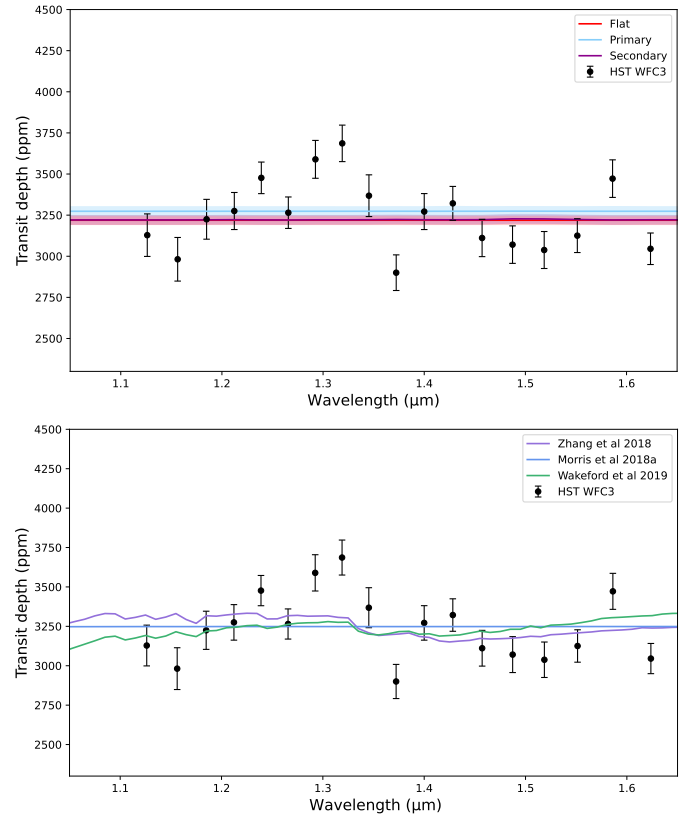 4500
4250
4000
3750
3500
3250
3000
2750
2500
Transit depth (ppm)
Flat
Primary
Secondary
HST WFC3
1.1 1.2 1.3 1.4 1.5 1.6
Wavelength (μm)
4500
4250
4000
3750
3500
3250
3000
2750
2500
Transit depth (ppm)
Zhang et al 2018
Morris et al 2018a
Wakeford et al 2019
HST WFC3
1.1 1.2 1.3 1.4 1.5 1.6
Wavelength (μm)